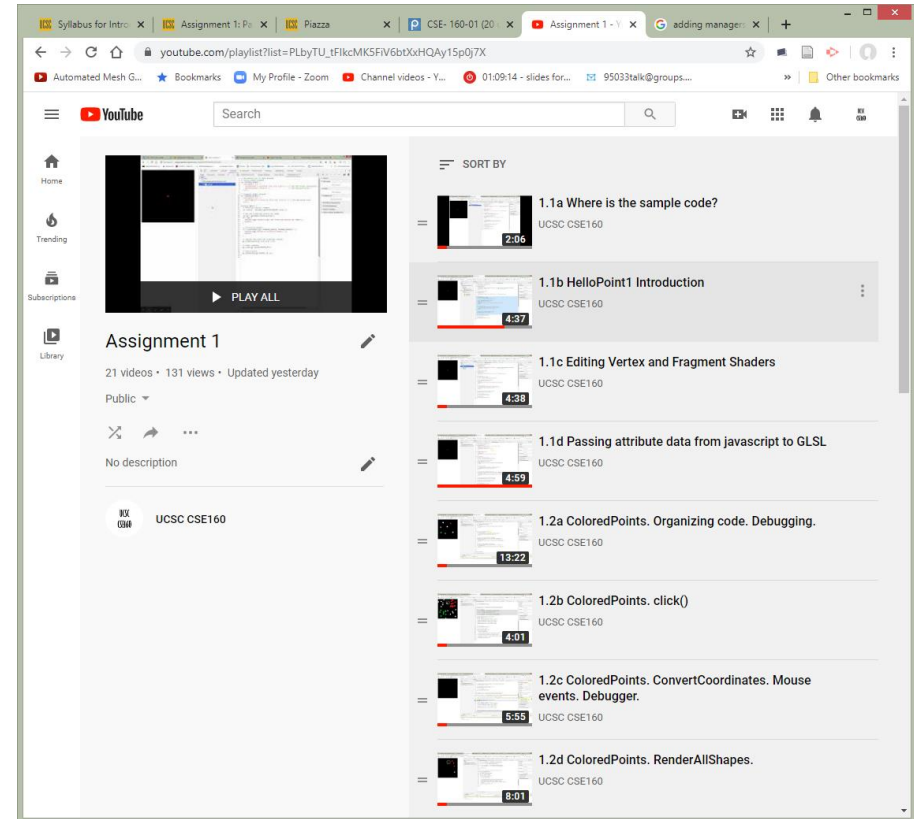 Syllabus for Intro
Assignment 1: Pa
Piazza
CSE- 160-01 (20
Assignment 1 - Y
adding manager
youtube.com/playlist?list=PLbyTU_tFIkcMK5FiV6btXxHQAy15p0j7X
Automated Mesh G...
Bookmarks
My Profile - Zoom
Channel videos - Y...
01:09:14 - slides for...
95033talk@groups....
»
Other bookmarks
YouTube
Search
Home
Trending
Subscriptions
Library
PLAY ALL
Assignment 1
21 videos • 131 views • Updated yesterday
Public
No description
UCSC CSE160
SORT BY
1.1a Where is the sample code?
UCSC CSE160
2:06
1.1b HelloPoint1 Introduction
UCSC CSE160
4:37
1.1c Editing Vertex and Fragment Shaders
UCSC CSE160
4:38
1.1d Passing attribute data from javascript to GLSL
UCSC CSE160
4:59
1.2a ColoredPoints. Organizing code. Debugging.
UCSC CSE160
13:22
1.2b ColoredPoints. click()
UCSC CSE160
4:01
1.2c ColoredPoints. ConvertCoordinates. Mouse
events. Debugger.
UCSC CSE160
5:55
1.2d ColoredPoints. RenderAllShapes.
UCSC CSE160
8:01